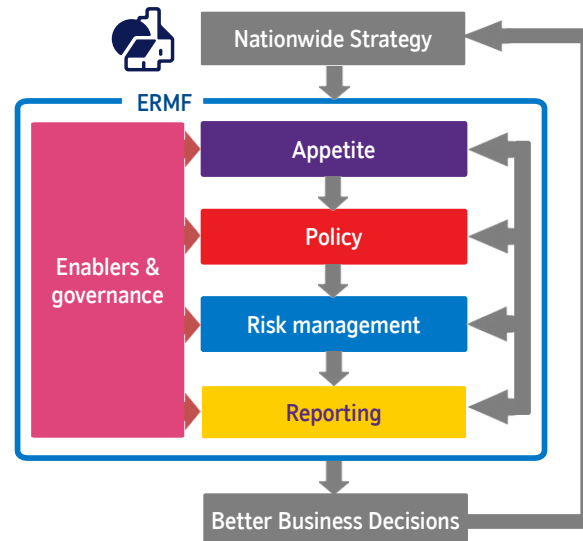 Nationwide Strategy
ERMF
Appetite
Policy
Enablers &
governance
Risk management
Reporting
Better Business Decisions